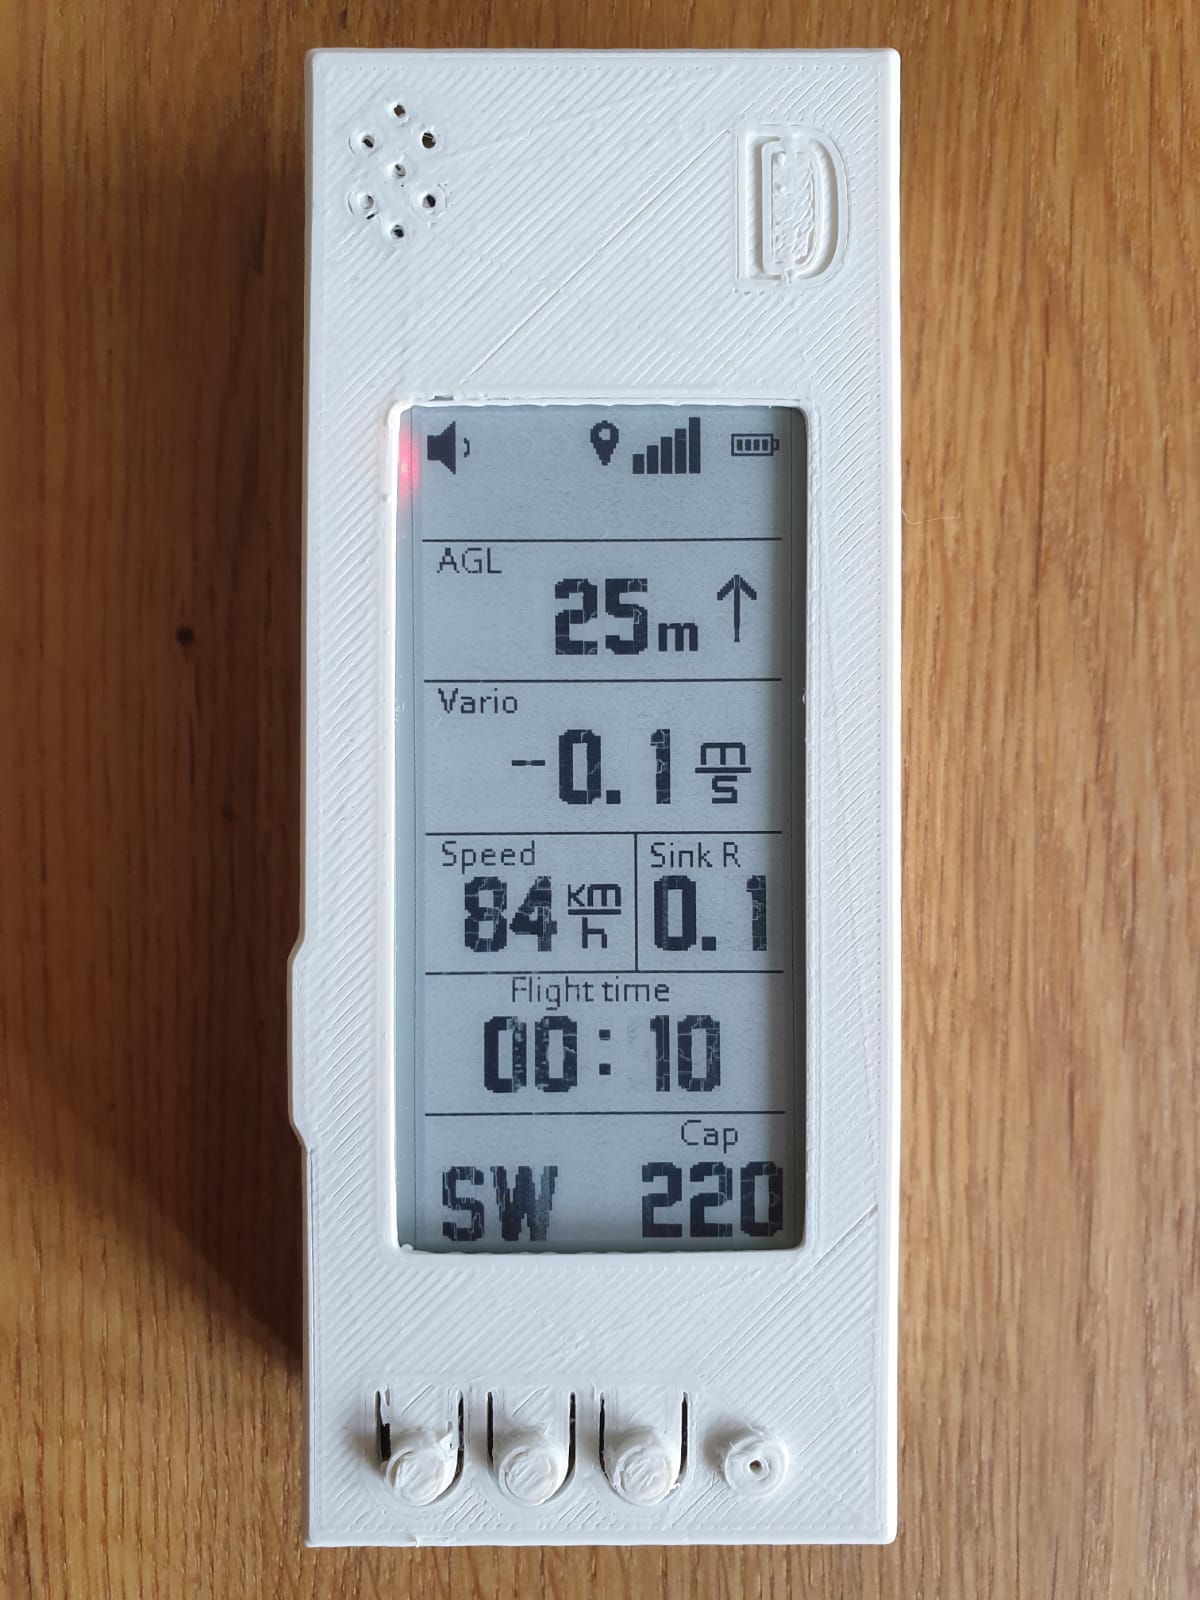 D
AGL
25m
Vario
-0.1 m/s
Speed Sink R
84 km/h 0.1
Flight time
00:10
Cap
SW 220